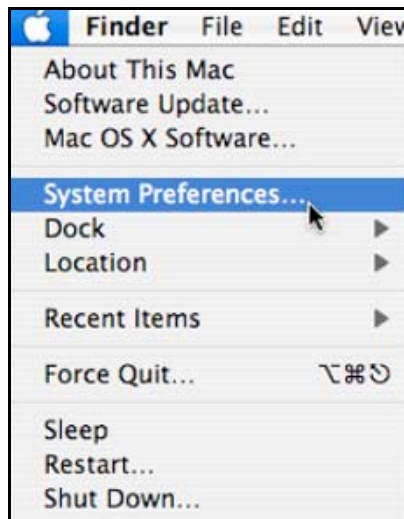 Finder File Edit View
About This Mac
Software Update...
Mac OS X Software...
System Preferences...
Dock
Location
Recent Items
Force Quit... ⌥⌘⎋
Sleep
Restart...
Shut Down...